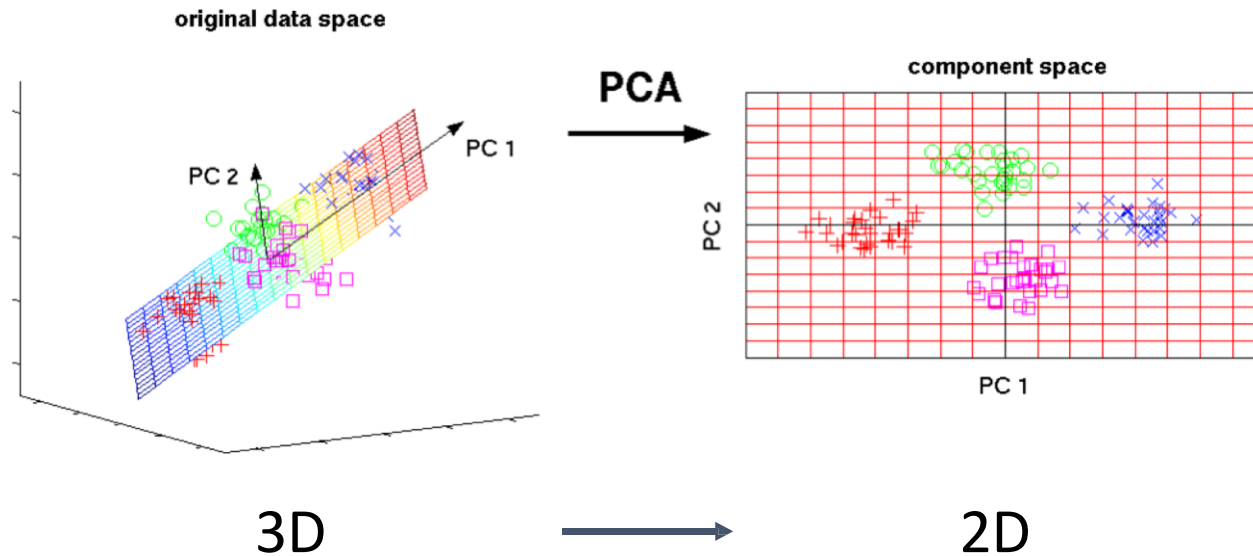 original data space
PC 1
PC 2
PCA
component space
PC 2
PC 1
3D
2D